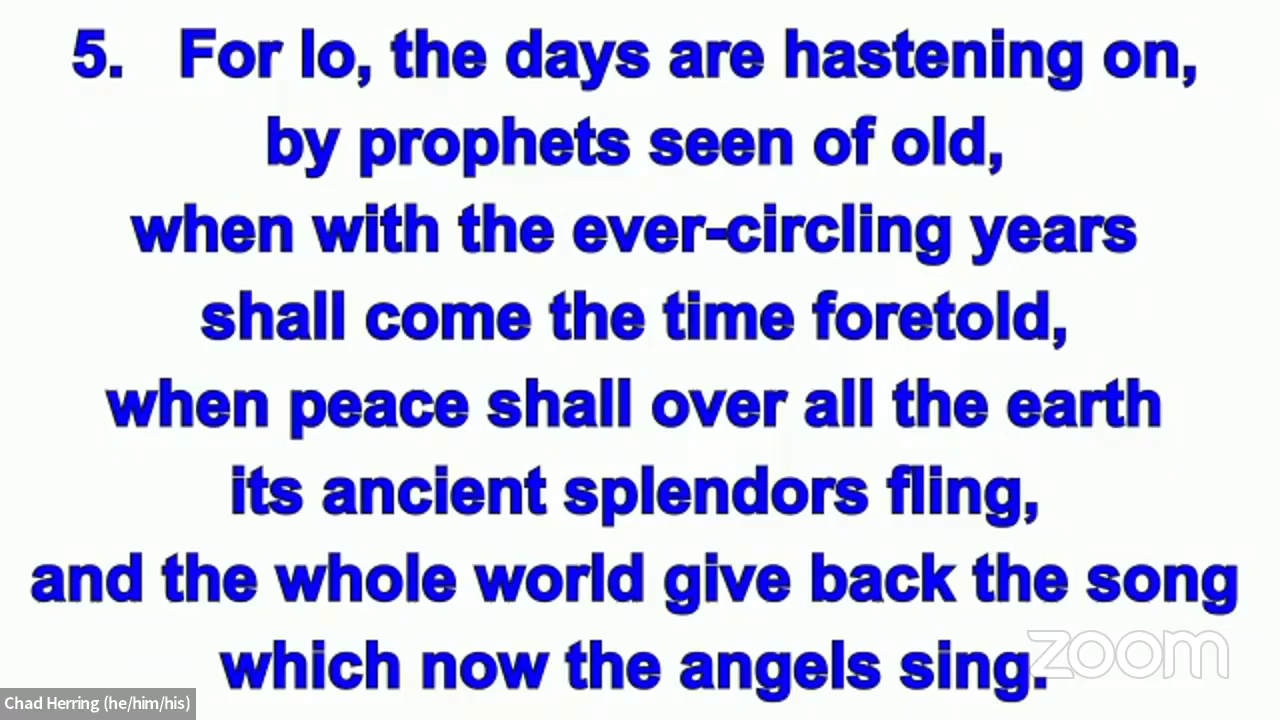 5. For lo, the days are hastening on,
by prophets seen of old,
when with the ever-circling years
shall come the time foretold,
when peace shall over all the earth
its ancient splendors fling,
and the whole world give back the song
which now the angels sing.
zoom
Chad Herring (he/him/his)